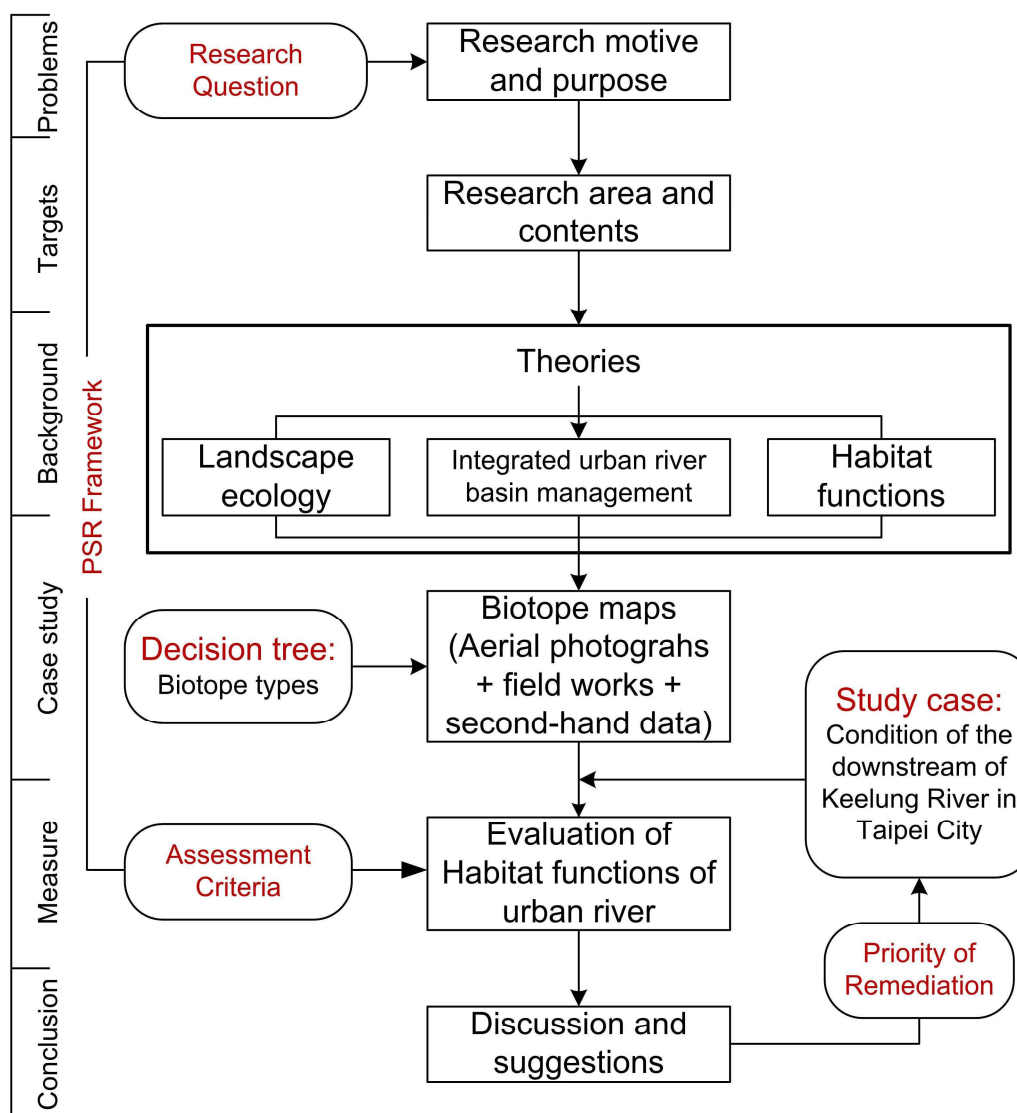 Problems
Research
Question
Research motive
and purpose
Targets
Research area and
contents
Background
PSR Framework
Theories
Landscape
ecology
Integrated urban river
basin management
Habitat
functions
Case study
Decision tree:
Biotope types
Biotope maps
(Aerial photograhs
+ field works +
second-hand data)
Study case:
Condition of the
downstream of
Keelung River in
Taipei City
Measure
Assessment
Criteria
Evaluation of
Habitat functions of
urban river
Priority of
Remediation
Conclusion
Discussion and
suggestions